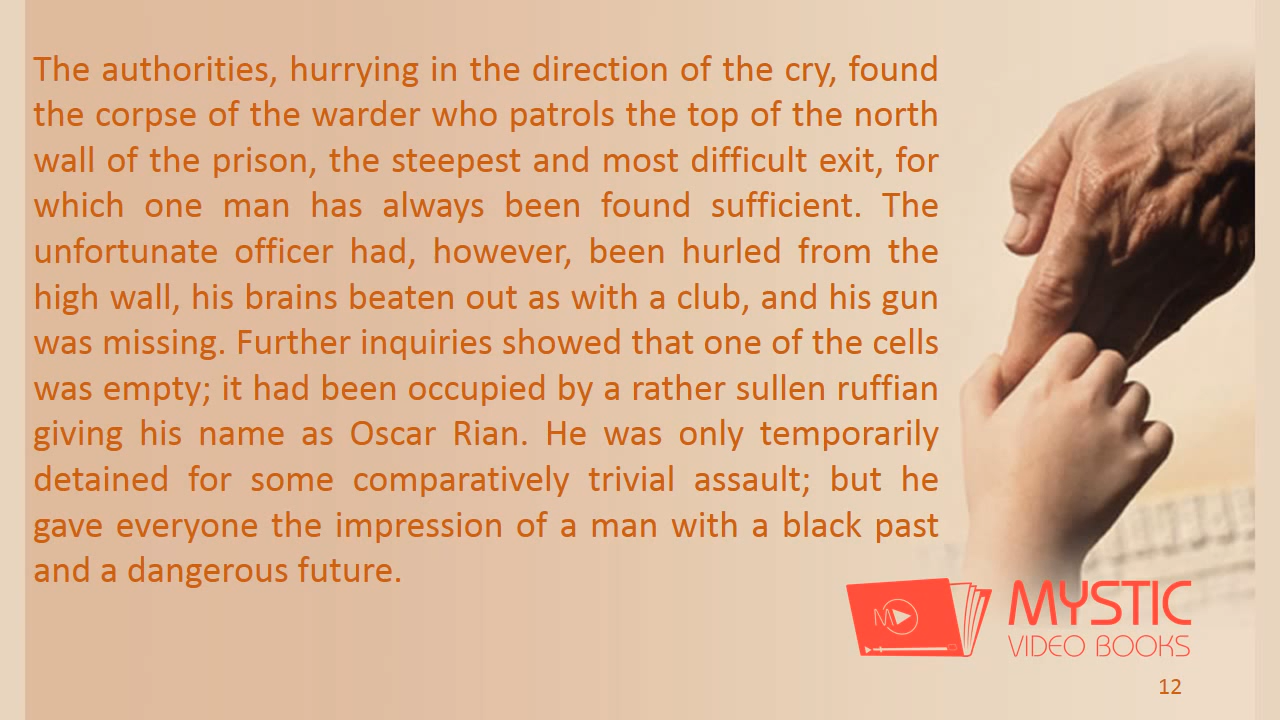 The authorities, hurrying in the direction of the cry, found
the corpse of the warder who patrols the top of the north
wall of the prison, the steepest and most difficult exit, for
which one man has always been found sufficient. The
unfortunate officer had, however, been hurled from the
high wall, his brains beaten out as with a club, and his gun
was missing. Further inquiries showed that one of the cells
was empty; it had been occupied by a rather sullen ruffian
giving his name as Oscar Rian. He was only temporarily
detained for some comparatively trivial assault; but he
gave everyone the impression of a man with a black past
and a dangerous future.
M
MYSTIC
VIDEO BOOKS
12